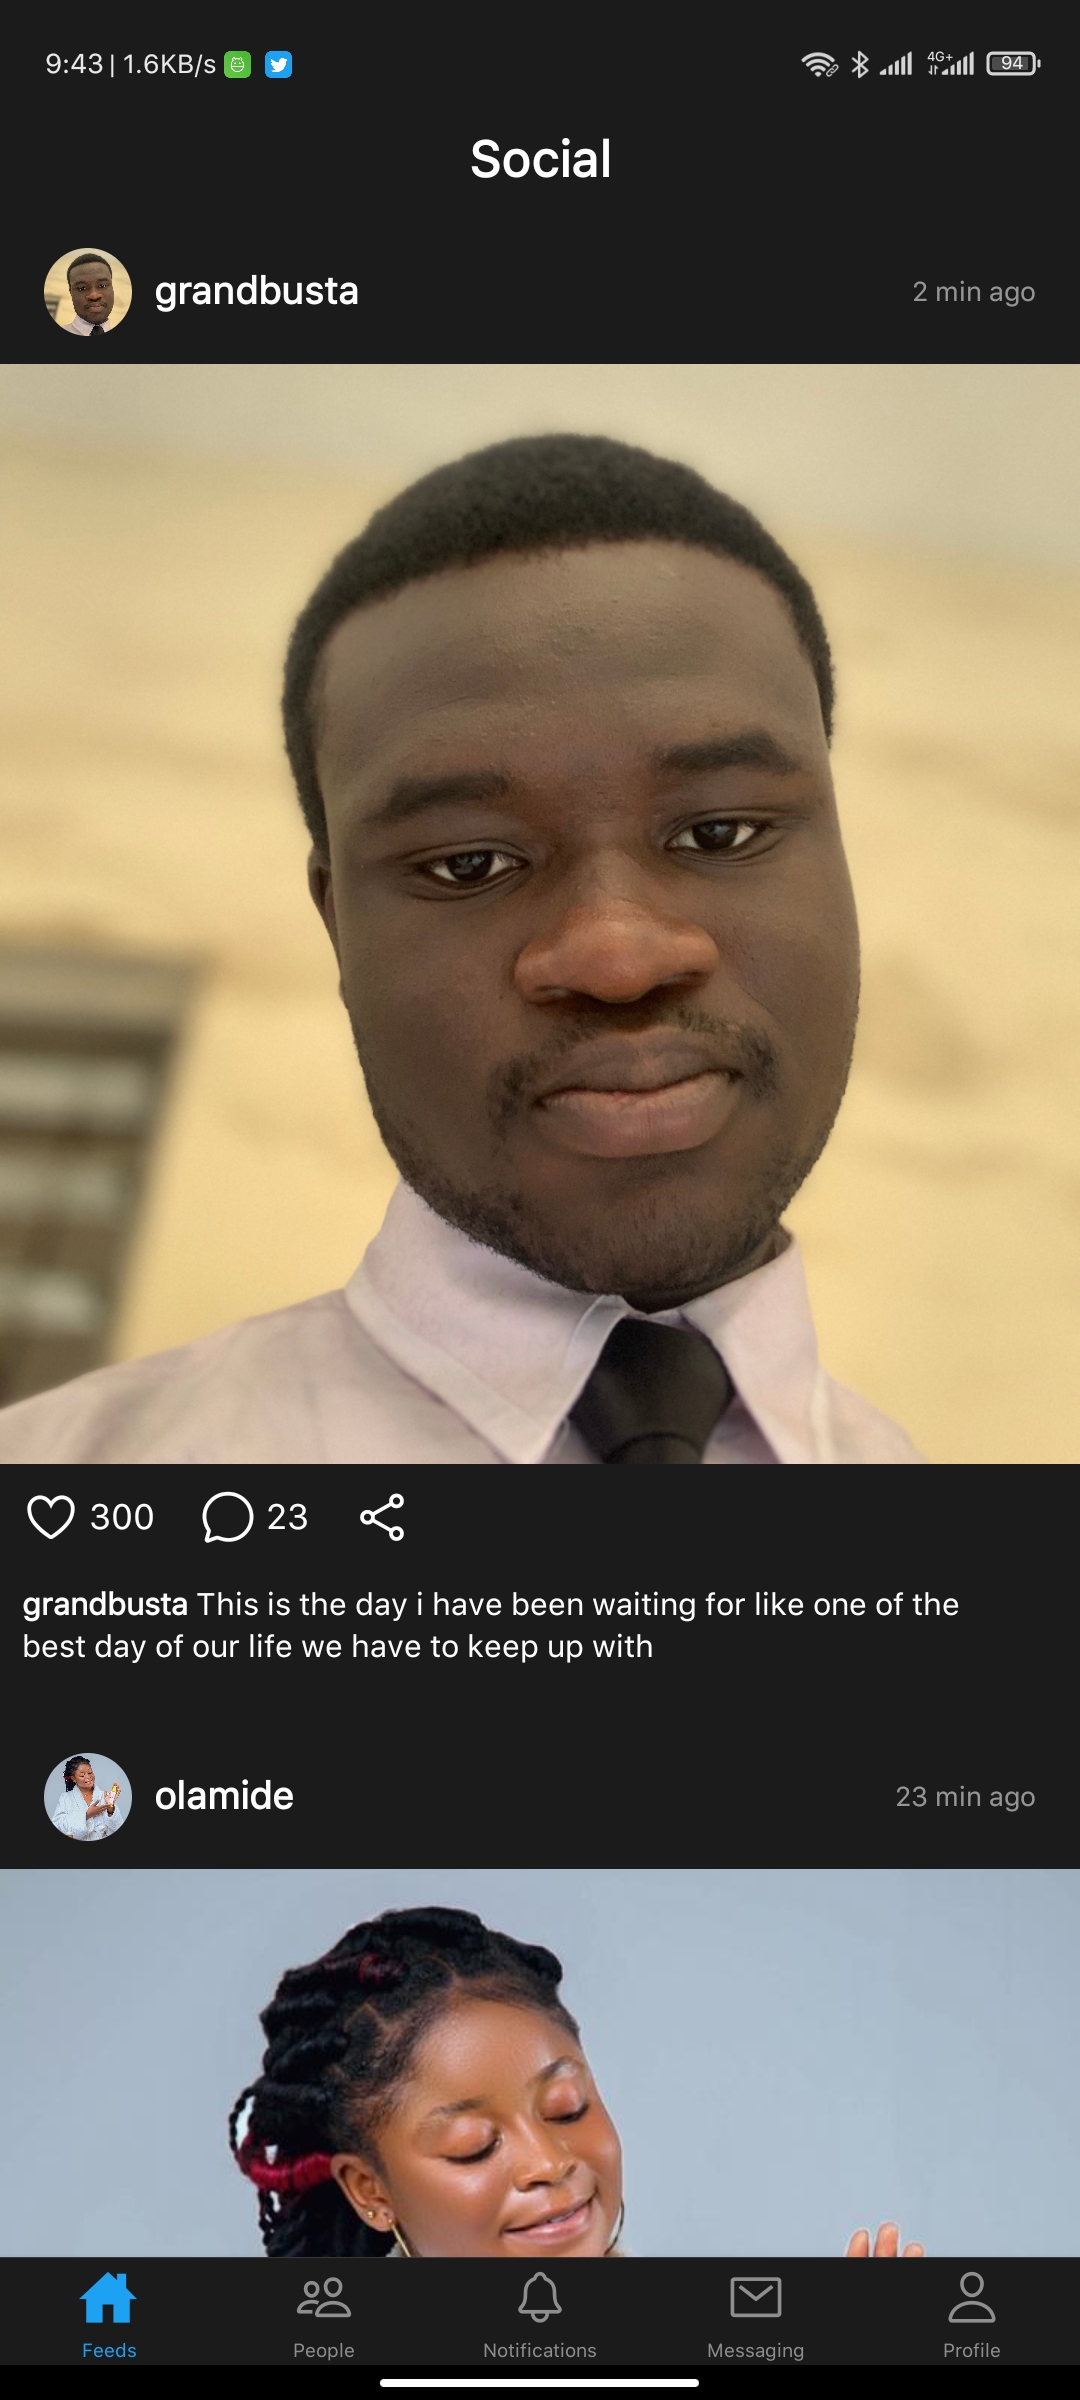 9:43 | 1.6KB/s 4G+ 94
Social
grandbusta 2 min ago
300 23
grandbusta This is the day i have been waiting for like one of the
best day of our life we have to keep up with
olamide 23 min ago
Feeds People Notifications Messaging Profile